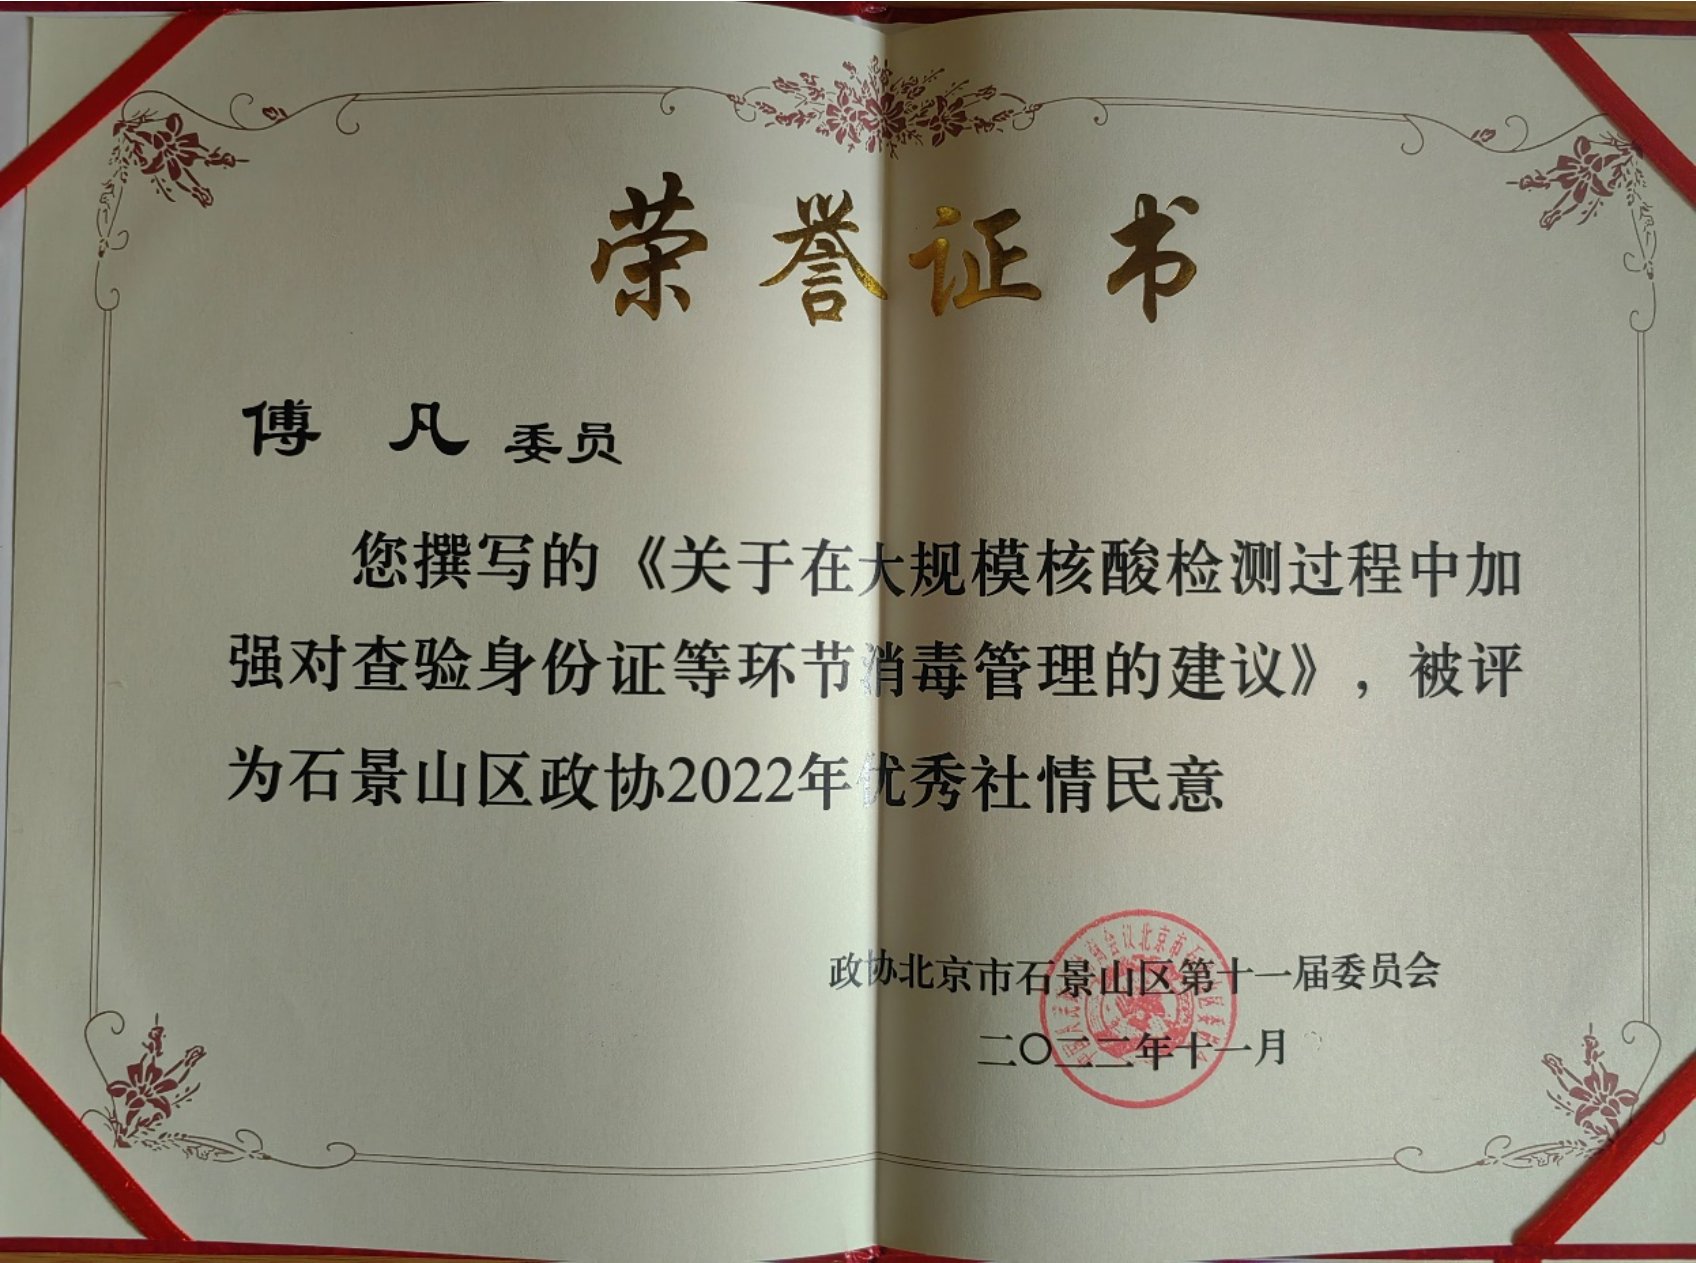 荣誉证书
傅 凡 委员
您撰写的《关于在大规模核酸检测过程中加
强对查验身份证等环节消毒管理的建议》，被评
为石景山区政协2022年优秀社情民意
政协北京市石景山区第十一届委员会
二〇二二年十一月